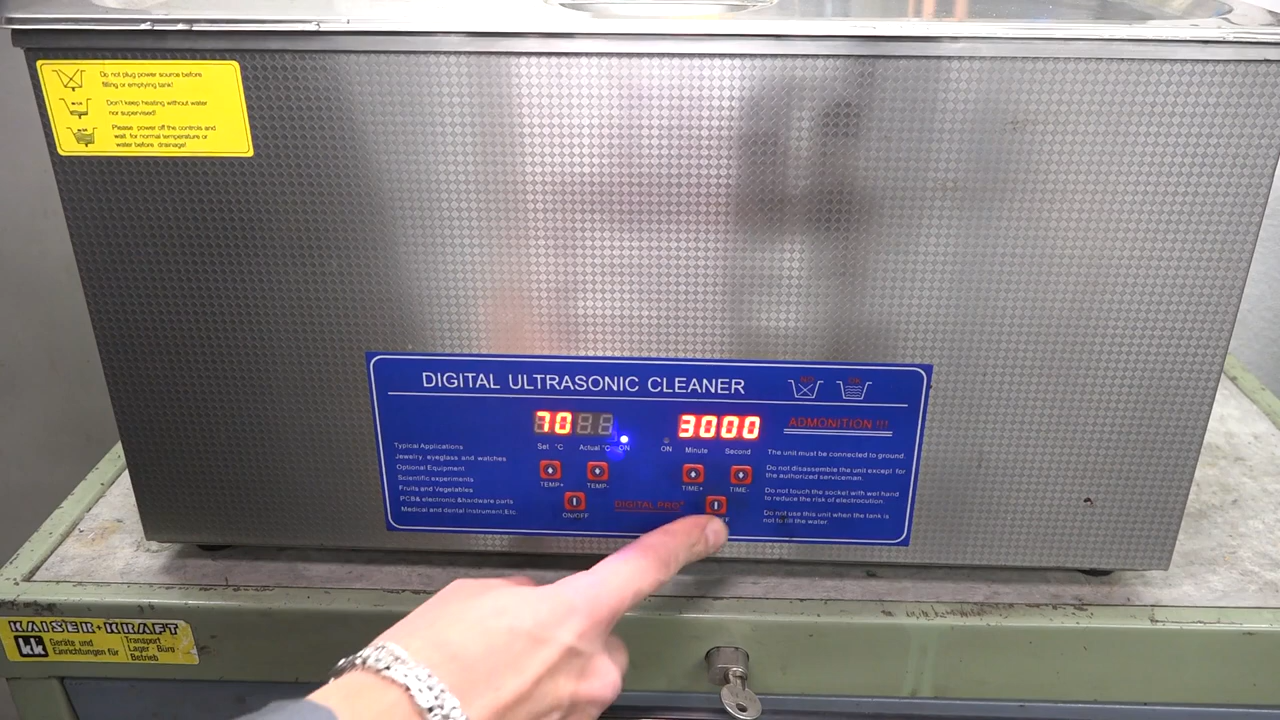 Do not plug power source before
filling or emptying tank!
Don't keep heating without water
nor supervised!
Please power off the controls and
wait for normal temperature or
water before drainage!
DIGITAL ULTRASONIC CLEANER
NO
OK
70 8.8.
3000
ADMONITION !!!
Set °C
Actual °C
ON
ON
Minute
Second
Typical Applications
Jewelry, eyeglass and watches
Optional Equipment
Scientific experiments
Fruits and Vegetables
PCB& electronic &hardware parts
Medical and dental Instrument,Etc.
TEMP+
TEMP-
TIME+
TIME-
ON/OFF
DIGITAL PRO+
The unit must be connected to ground.
Do not disassemble the unit except for
the authorized serviceman.
Do not touch the socket with wet hand
to reduce the risk of electrocution.
Do not use this unit when the tank is
not to fill the water.
KAISER+KRAFT
kk
Geräte und
Einrichtungen für
Transport ·
Lager · Büro ·
Betrieb